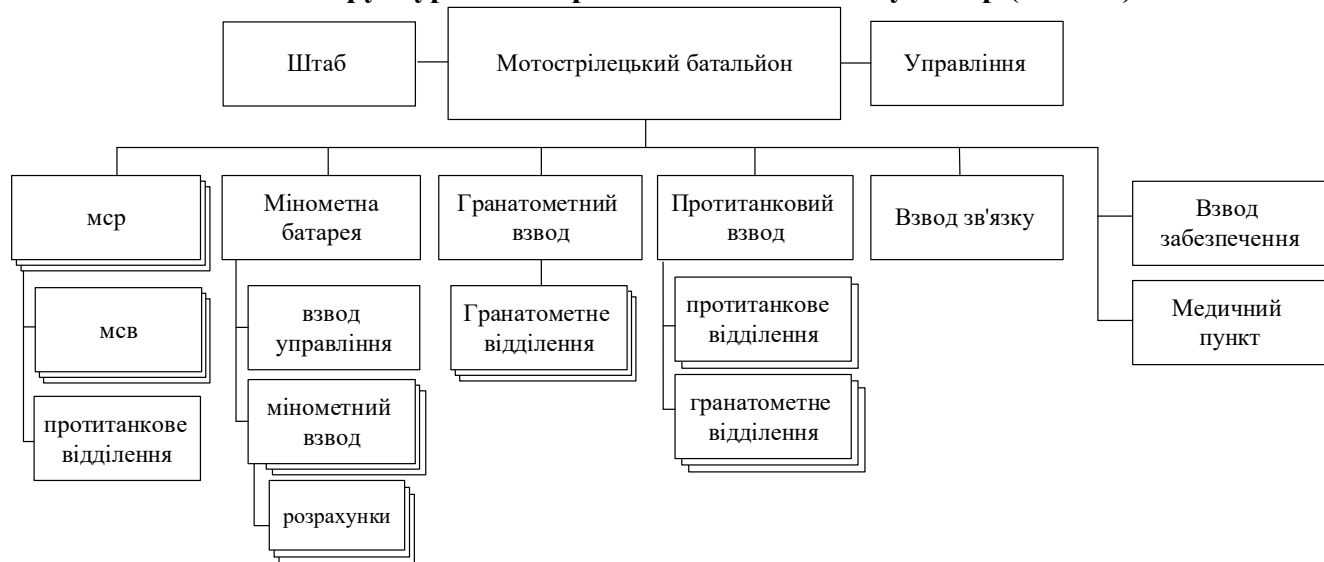 Штаб
Мотострілецький батальйон
Управління
мср
Мінометна
батарея
Гранатометний
взвод
Протитанковий
взвод
Взвод зв'язку
Взвод
забезпечення
Медичний
пункт
мсв
протитанкове
відділення
взвод
управління
мінометний
взвод
розрахунки
Гранатометне
відділення
протитанкове
відділення
гранатометне
відділення